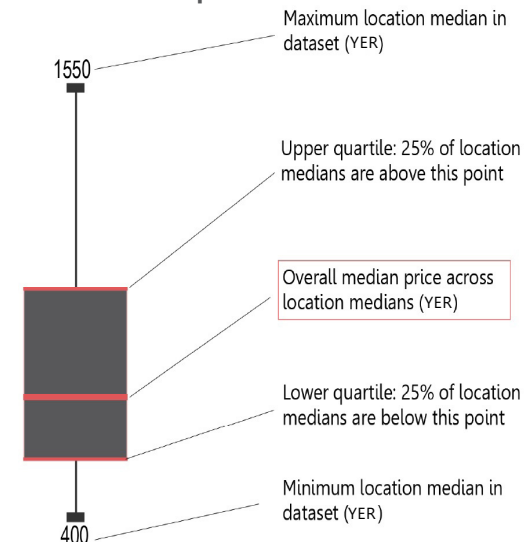 Maximum location median in
dataset (YER)
1550
Upper quartile: 25% of location
medians are above this point
Overall median price across
location medians (YER)
Lower quartile: 25% of location
medians are below this point
Minimum location median in
dataset (YER)
400